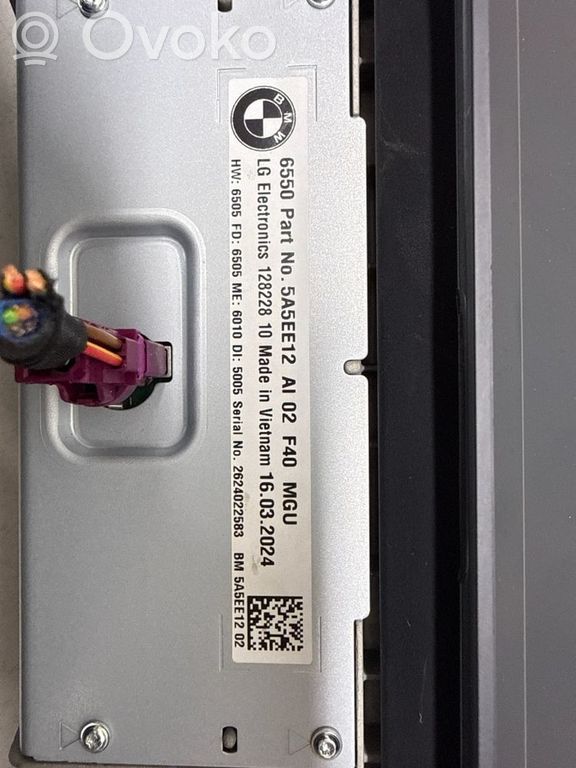 Ovoko
BMW
6550 Part No. 5A5EE12 AI 02 F40 MGU
LG Electronics 128228 10 Made in Vietnam 16.03.2024
HW: 6505 FD: 6505 ME: 6010 DI: 5005 Serial No. 2624022583 BM 5A5EE12 02